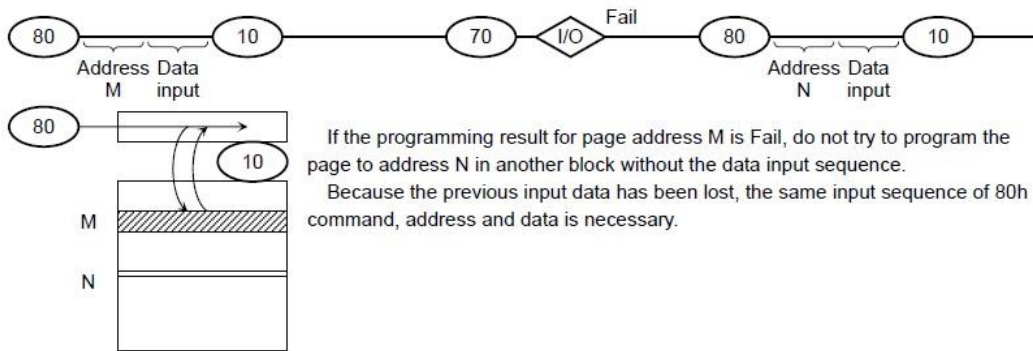 Fail
80 10 70 I/O 80 10
Address Data Address Data
M input N input
80
10
If the programming result for page address M is Fail, do not try to program the
page to address N in another block without the data input sequence.
Because the previous input data has been lost, the same input sequence of 80h
command, address and data is necessary.
M
N